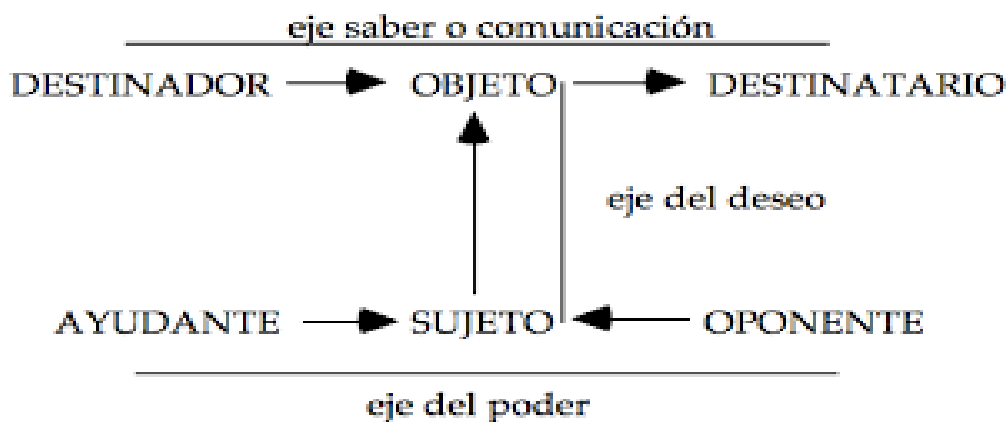 eje saber o comunicación
DESTINADOR OBJETO DESTINATARIO
eje del deseo
AYUDANTE SUJETO OPONENTE
eje del poder